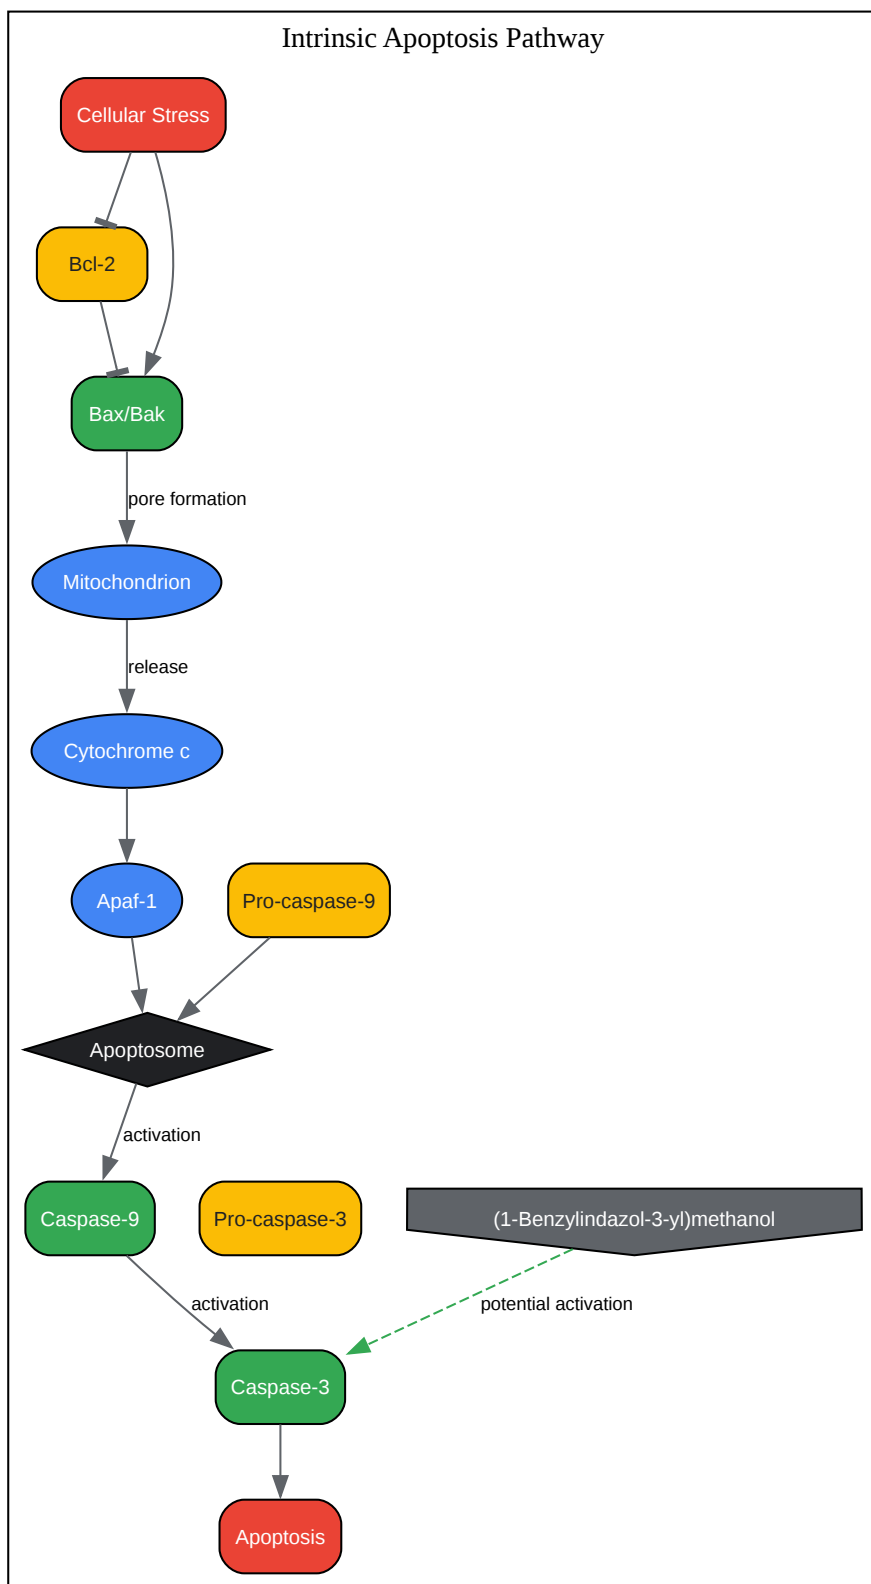 Intrinsic Apoptosis Pathway
Cellular Stress
Bcl-2
Bax/Bak
pore formation
Mitochondrion
release
Cytochrome c
Apaf-1
Pro-caspase-9
Apoptosome
activation
Caspase-9
Pro-caspase-3
(1-Benzylindazol-3-yl)methanol
activation
potential activation
Caspase-3
Apoptosis